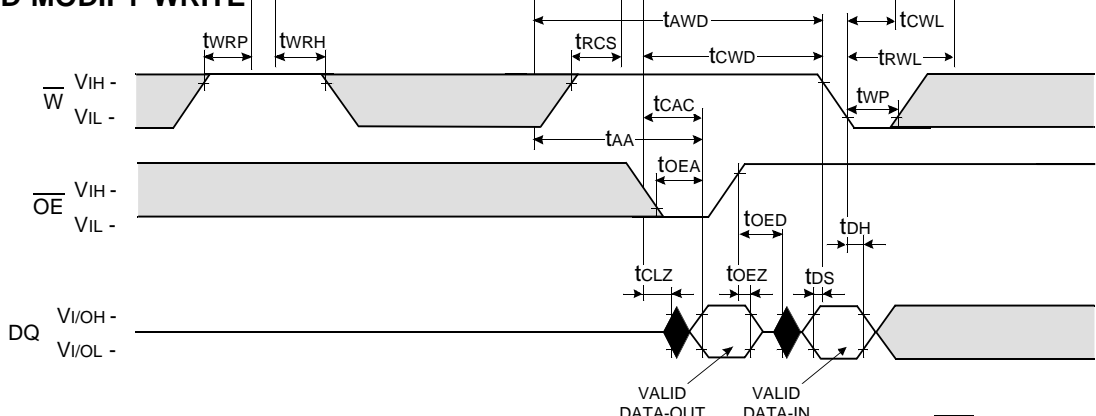 D-MODIFY-WRITE
tAWD
tCWL
tWRP
tWRH
tRCS
tCWD
tRWL
W
VIH -
VIL -
tWP
tCAC
tAA
OE
VIH -
VIL -
tOEA
tOED
tDH
tCLZ
tOEZ
tDS
DQ
VI/OH -
VI/OL -
VALID
DATA-OUT
VALID
DATA-IN